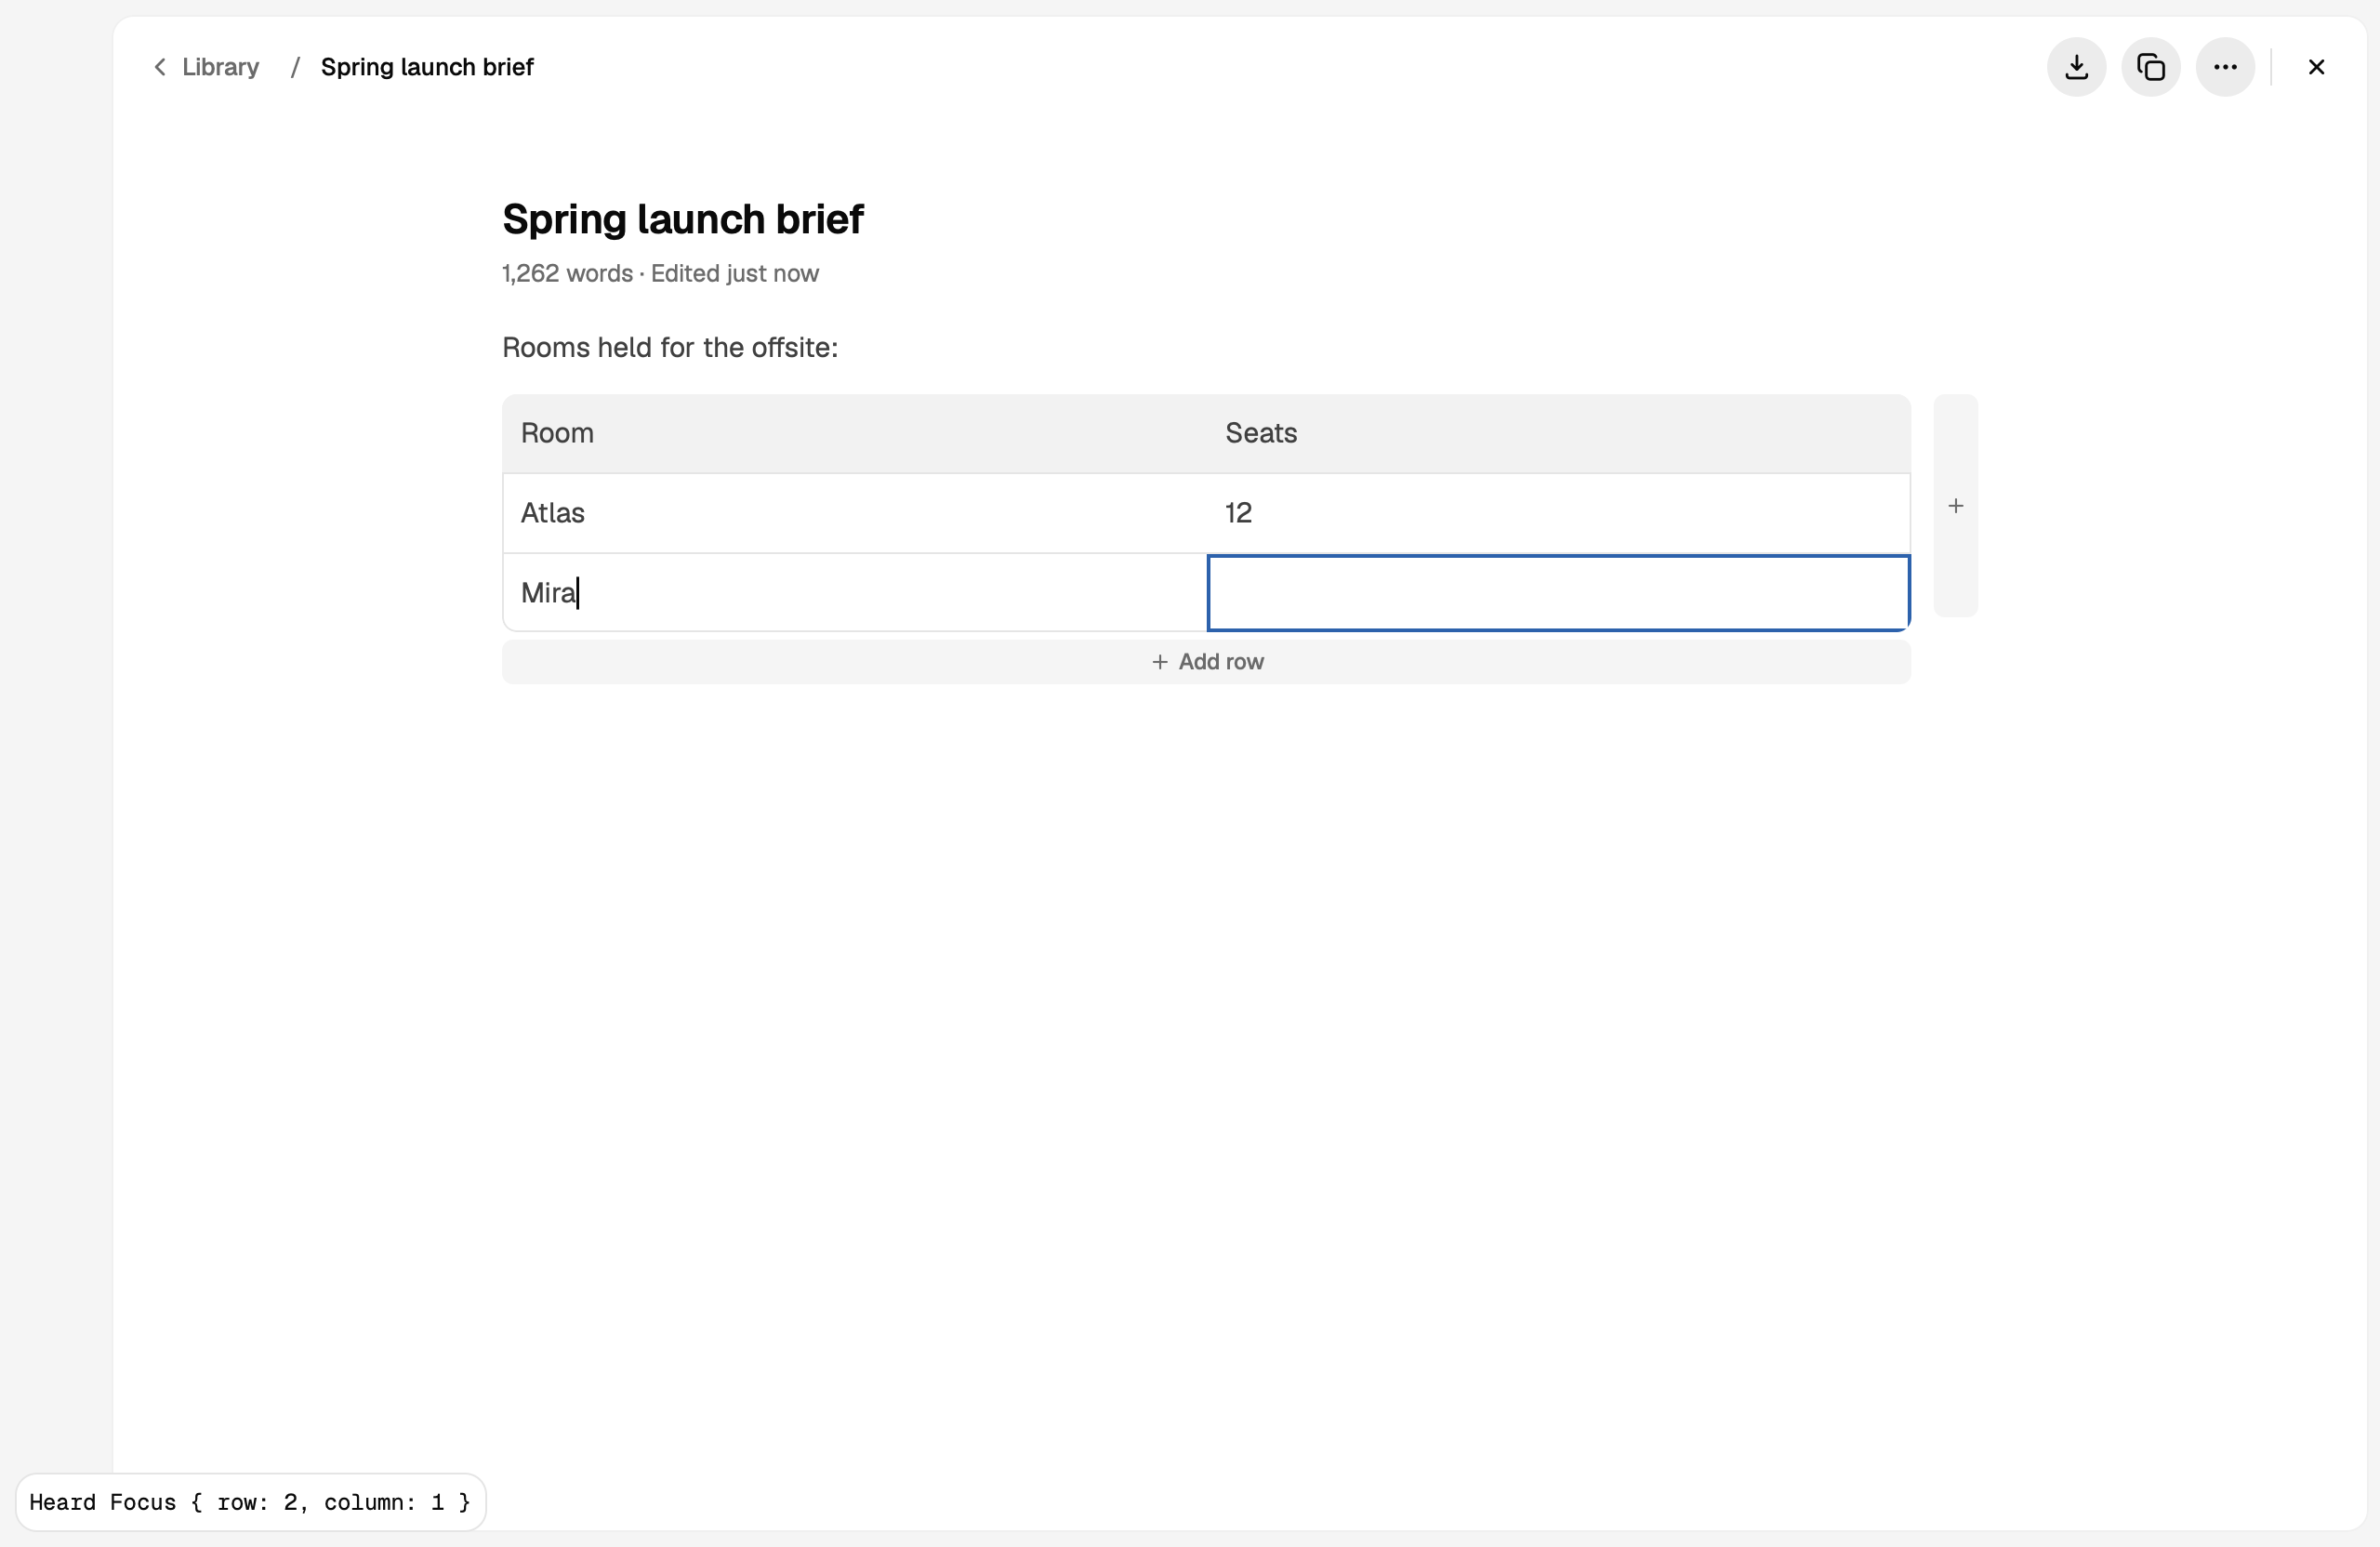 Library / Spring launch brief
Spring launch brief
1,262 words · Edited just now
Rooms held for the offsite:
Room Seats
Atlas 12
Mira
+ Add row
Heard Focus { row: 2, column: 1 }